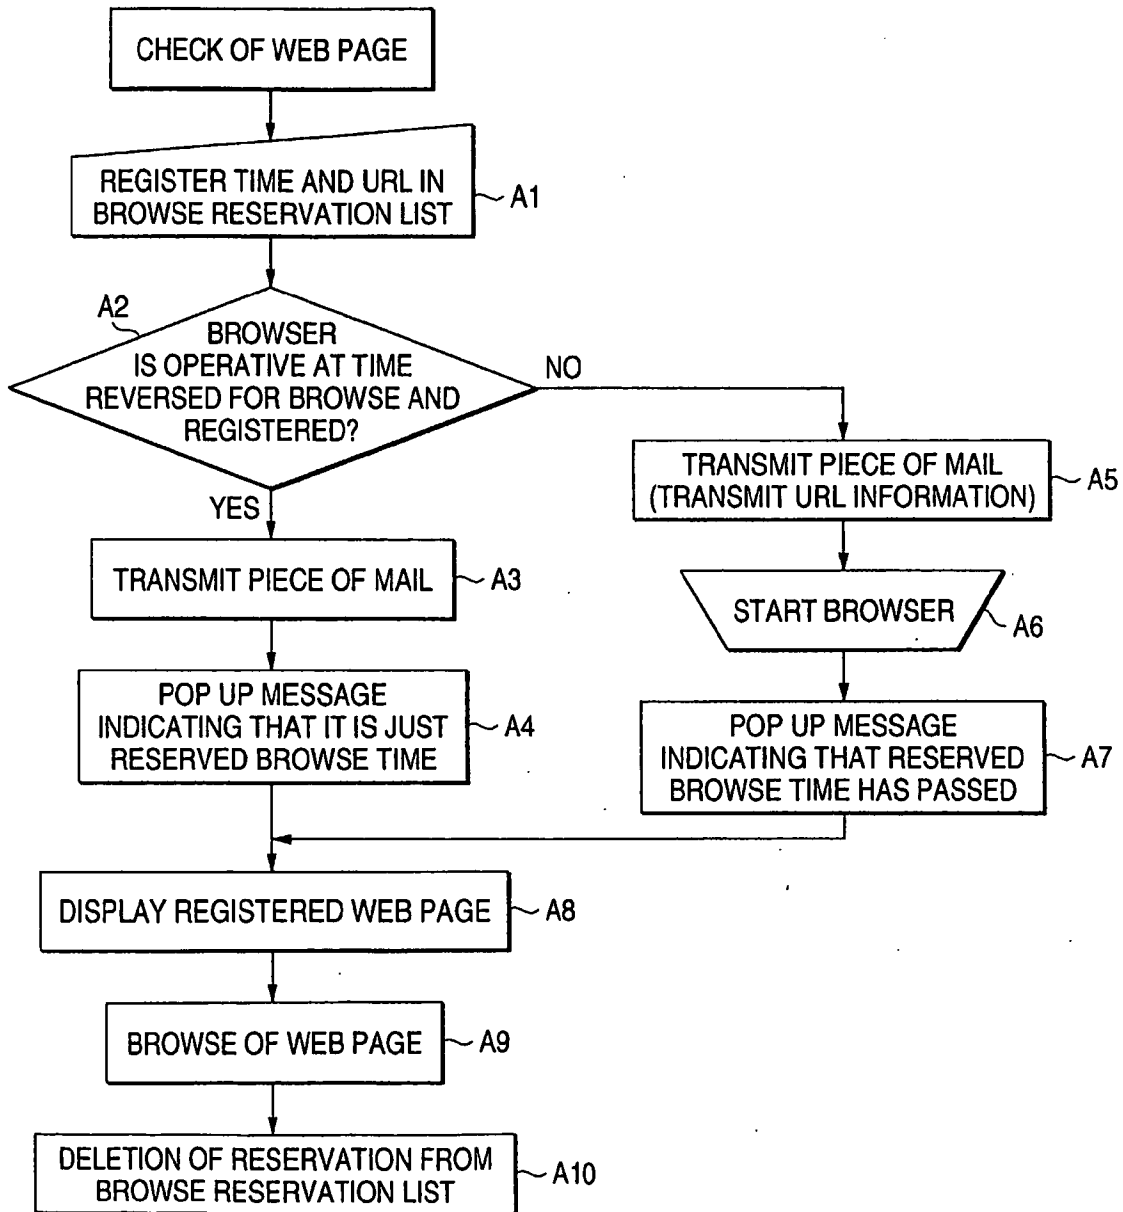 CHECK OF WEB PAGE
REGISTER TIME AND URL IN
BROWSE RESERVATION LIST
A1
A2
BROWSER
IS OPERATIVE AT TIME
REVERSED FOR BROWSE AND
REGISTERED?
NO
YES
TRANSMIT PIECE OF MAIL
(TRANSMIT URL INFORMATION)
A5
TRANSMIT PIECE OF MAIL
A3
START BROWSER
A6
POP UP MESSAGE
INDICATING THAT IT IS JUST
RESERVED BROWSE TIME
A4
POP UP MESSAGE
INDICATING THAT RESERVED
BROWSE TIME HAS PASSED
A7
DISPLAY REGISTERED WEB PAGE
A8
BROWSE OF WEB PAGE
A9
DELETION OF RESERVATION FROM
BROWSE RESERVATION LIST
A10